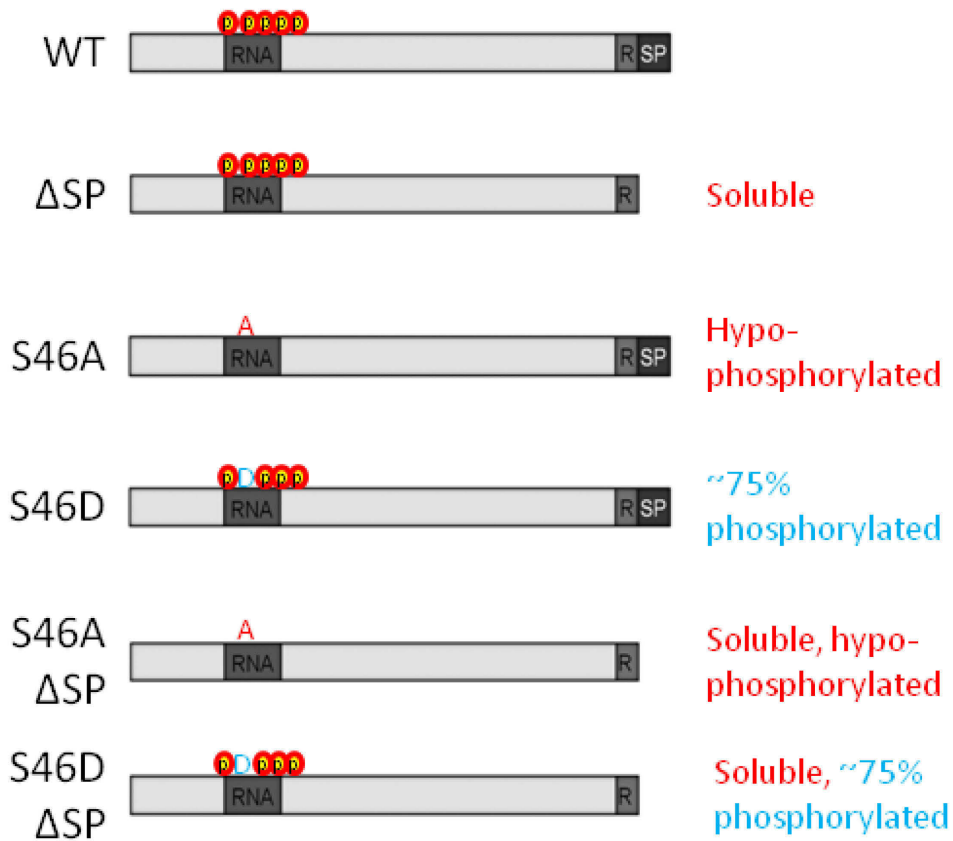 p p p p p
WT RNA R SP
p p p p p
ΔSP RNA R Soluble
A
S46A RNA R SP Hypo-
phosphorylated
p D p p p
S46D RNA R SP ~75%
phosphorylated
S46A A
ΔSP RNA R Soluble, hypo-
phosphorylated
S46D p D p p p
ΔSP RNA R Soluble, ~75%
phosphorylated